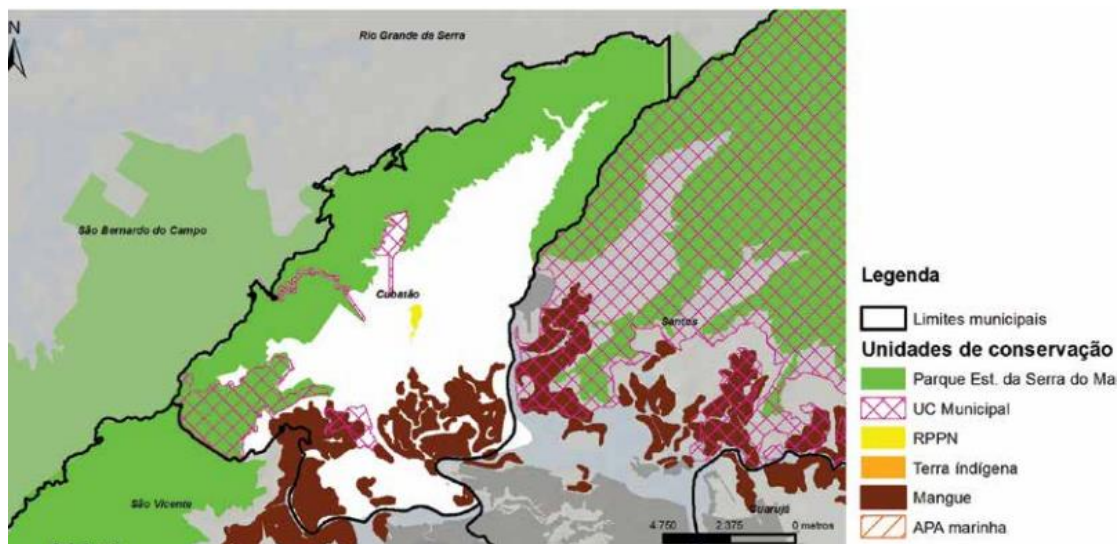 N
Rio Grande da Serra
São Bernardo do Campo
Cubatão
Santos
São Vicente
Guarujá
4.750 2.375 0 metros
Legenda
Limites municipais
Unidades de conservação
Parque Est. da Serra do Ma
UC Municipal
RPPN
Terra índígena
Mangue
APA marinha